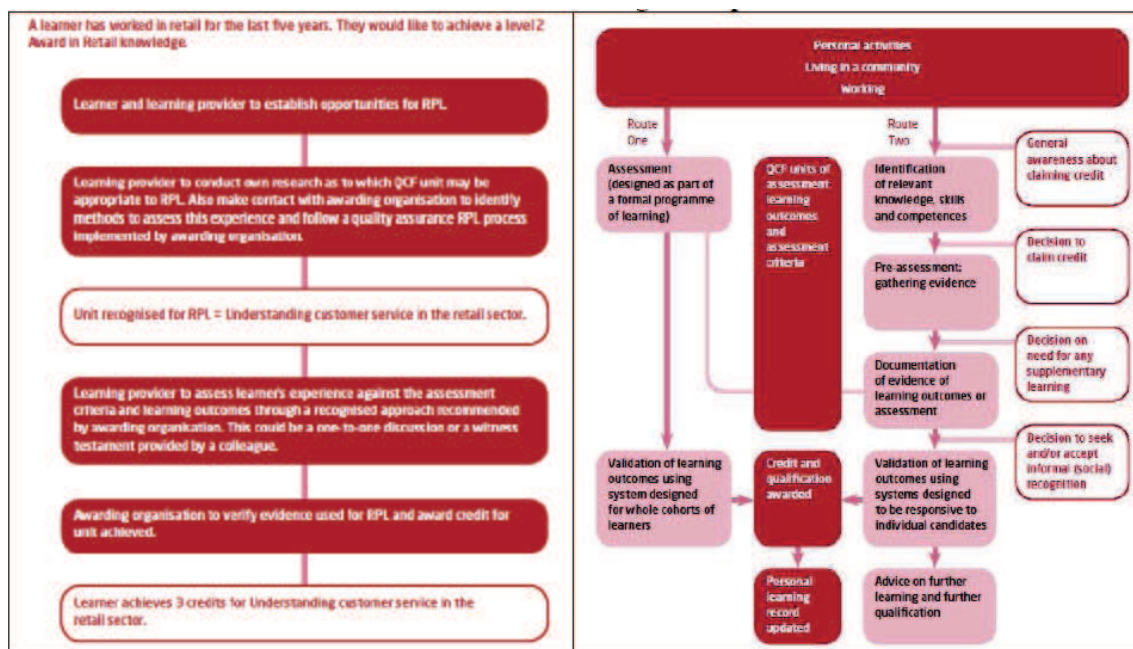 A learner has worked in retail for the last five years. They would like to achieve a level 2
Award in Retail knowledge.
Learner and learning provider to establish opportunities for RPL.
Learning provider to conduct own research as to which QCF unit may be
appropriate to RPL. Also make contact with awarding organisation to identify
methods to assess this experience and follow a quality assurance RPL process
implemented by awarding organisation.
Unit recognised for RPL = Understanding customer service in the retail sector.
Learning provider to assess learner's experience against the assessment
criteria and learning outcomes through a recognised approach recommended
by awarding organisation. This could be a one-to-one discussion or a witness
testament provided by a colleague.
Awarding organisation to verify evidence used for RPL and award credit for
unit achieved.
Learner achieves 3 credits for Understanding customer service in the
retail sector.
Personal activities
Living in a community
Working
Route
One
Route
Two
Assessment
(designed as part of
a formal programme
of learning)
QCF units of
assessment:
learning
outcomes
and
assessment
criteria
Identification
of relevant
knowledge, skills
and competences
General
awareness about
claiming credit
Decision to
claim credit
Pre-assessment:
gathering evidence
Decision on
need for any
supplementary
learning
Documentation
of evidence of
learning outcomes or
assessment
Decision to seek
and/or accept
informal (social)
recognition
Validation of learning
outcomes using
system designed
for whole cohorts of
learners
Credit and
qualification
awarded
Validation of learning
outcomes using
systems designed
to be responsive to
individual candidates
Personal
learning
record
updated
Advice on further
learning and further
qualification